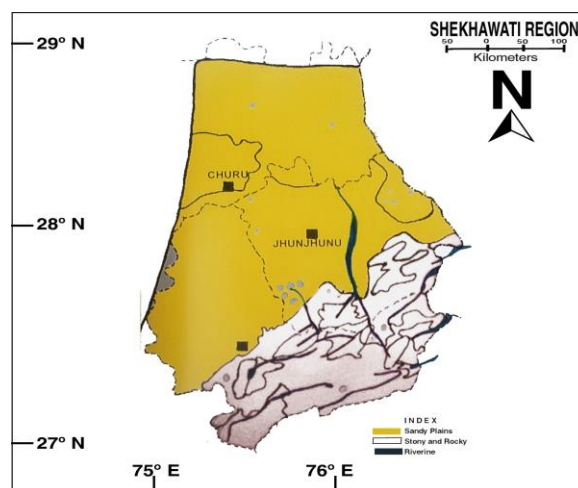 SHEKHAWATI REGION
50 0 50 100
Kilometers
N
29° N
28° N
27° N
CHURU
JHUNJHUNU
INDEX
Sandy Plains
Stony and Rocky
Riverine
75° E
76° E